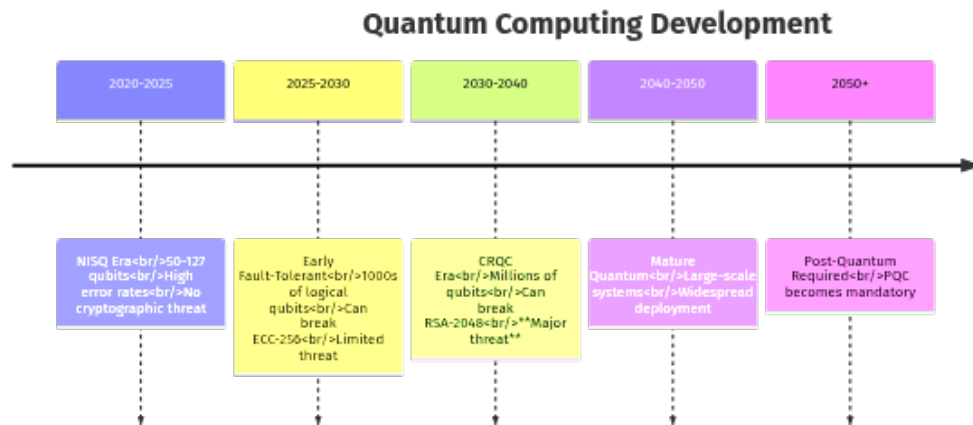 Quantum Computing Development
2020-2025
2025-2030
2030-2040
2040-2050
2050+
NISQ Era<br/>50-127
qubits<br/>High
error rates<br/>No
cryptographic threat
Early
Fault-Tolerant<br/>1000s
of logical
qubits<br/>Can
break
ECC-256<br/>Limited
threat
CRQC
Era<br/>Millions of
qubits<br/>Can
break
RSA-2048<br/>**Major
threat**
Mature
Quantum<br/>Large-scale
systems<br/>Widespread
deployment
Post-Quantum
Required<br/>PQC
becomes mandatory